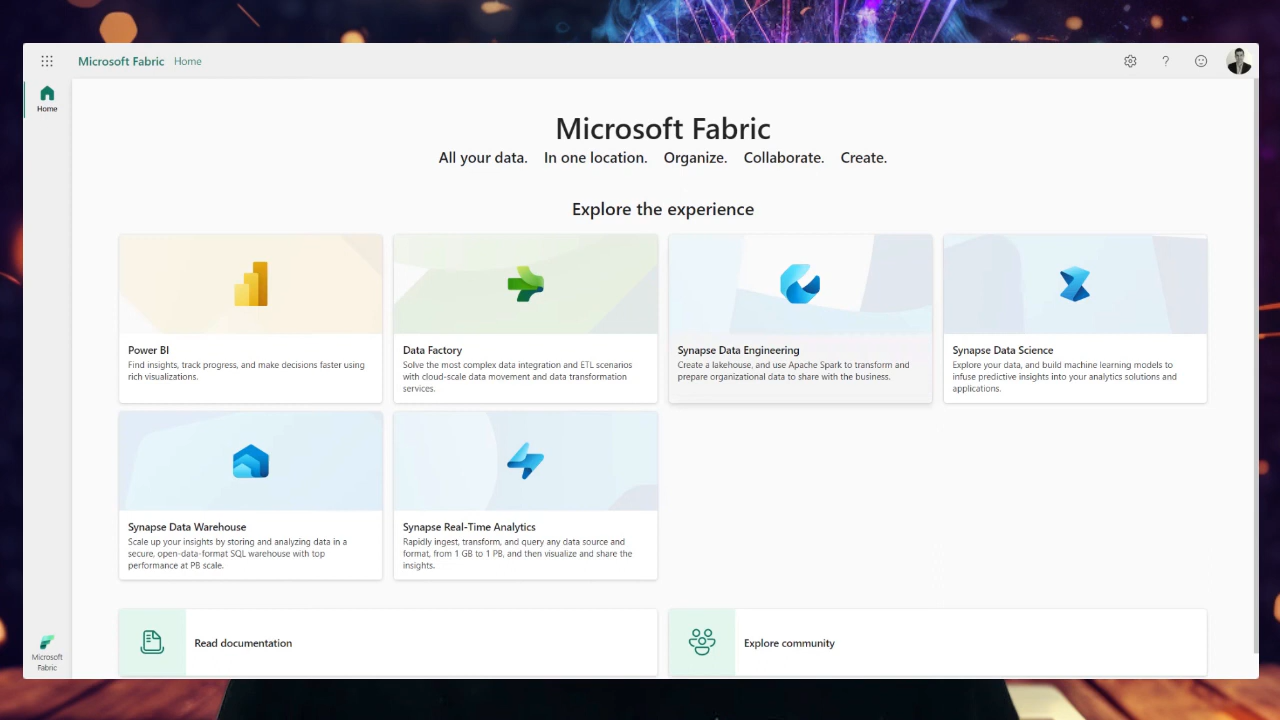 Microsoft Fabric Home
Home
Microsoft Fabric
All your data. In one location. Organize. Collaborate. Create.
Explore the experience
Power BI
Find insights, track progress, and make decisions faster using
rich visualizations.
Data Factory
Solve the most complex data integration and ETL scenarios
with cloud-scale data movement and data transformation
services.
Synapse Data Engineering
Create a lakehouse, and use Apache Spark to transform and
prepare organizational data to share with the business.
Synapse Data Science
Explore your data, and build machine learning models to
infuse predictive insights into your analytics solutions and
applications.
Synapse Data Warehouse
Scale up your insights by storing and analyzing data in a
secure, open-data-format SQL warehouse with top
performance at PB scale.
Synapse Real-Time Analytics
Rapidly ingest, transform, and query any data source and
format, from 1 GB to 1 PB, and then visualize and share the
insights.
Read documentation
Explore community
Microsoft
Fabric